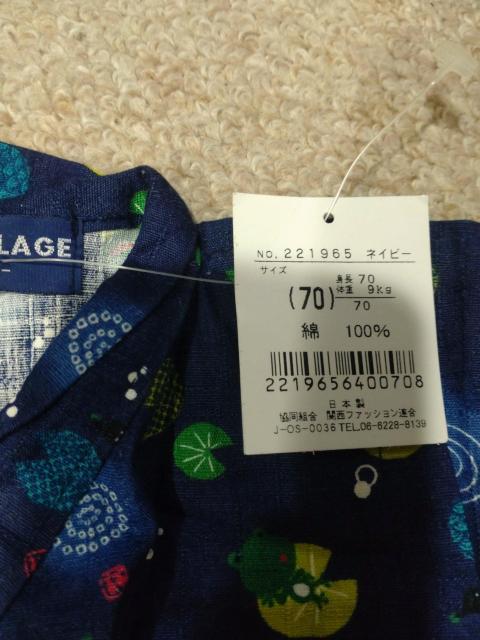 LAGE
No. 221965 ネイビー
サイズ
(70) 身長 70
体重 9kg
70
綿 100%
2219656400708
日本製
協同組合 関西ファッション連合
J-OS-0036 TEL.06-6228-8139